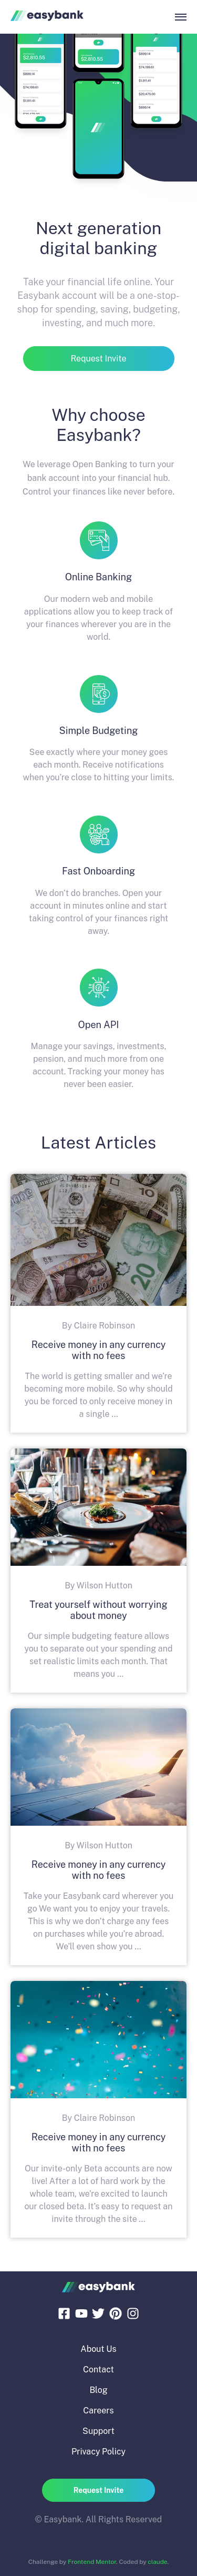 easybank
Next generation
digital banking
Take your financial life online. Your
Easybank account will be a one-stop-
shop for spending, saving, budgeting,
investing, and much more.
Request Invite
Why choose
Easybank?
We leverage Open Banking to turn your
bank account into your financial hub.
Control your finances like never before.
Online Banking
Our modern web and mobile
applications allow you to keep track of
your finances wherever you are in the
world.
Simple Budgeting
See exactly where your money goes
each month. Receive notifications
when you're close to hitting your limits.
Fast Onboarding
We don't do branches. Open your
account in minutes online and start
taking control of your finances right
away.
Open API
Manage your savings, investments,
pension, and much more from one
account. Tracking your money has
never been easier.
Latest Articles
By Claire Robinson
Receive money in any currency
with no fees
The world is getting smaller and we're
becoming more mobile. So why should
you be forced to only receive money in
a single ...
By Wilson Hutton
Treat yourself without worrying
about money
Our simple budgeting feature allows
you to separate out your spending and
set realistic limits each month. That
means you ...
By Wilson Hutton
Receive money in any currency
with no fees
Take your Easybank card wherever you
go We want you to enjoy your travels.
This is why we don't charge any fees
on purchases while you're abroad.
We'll even show you ...
By Claire Robinson
Receive money in any currency
with no fees
Our invite-only Beta accounts are now
live! After a lot of hard work by the
whole team, we're excited to launch
our closed beta. It's easy to request an
invite through the site ...
easybank
About Us
Contact
Blog
Careers
Support
Privacy Policy
Request Invite
© Easybank. All Rights Reserved
Challenge by Frontend Mentor. Coded by claude.